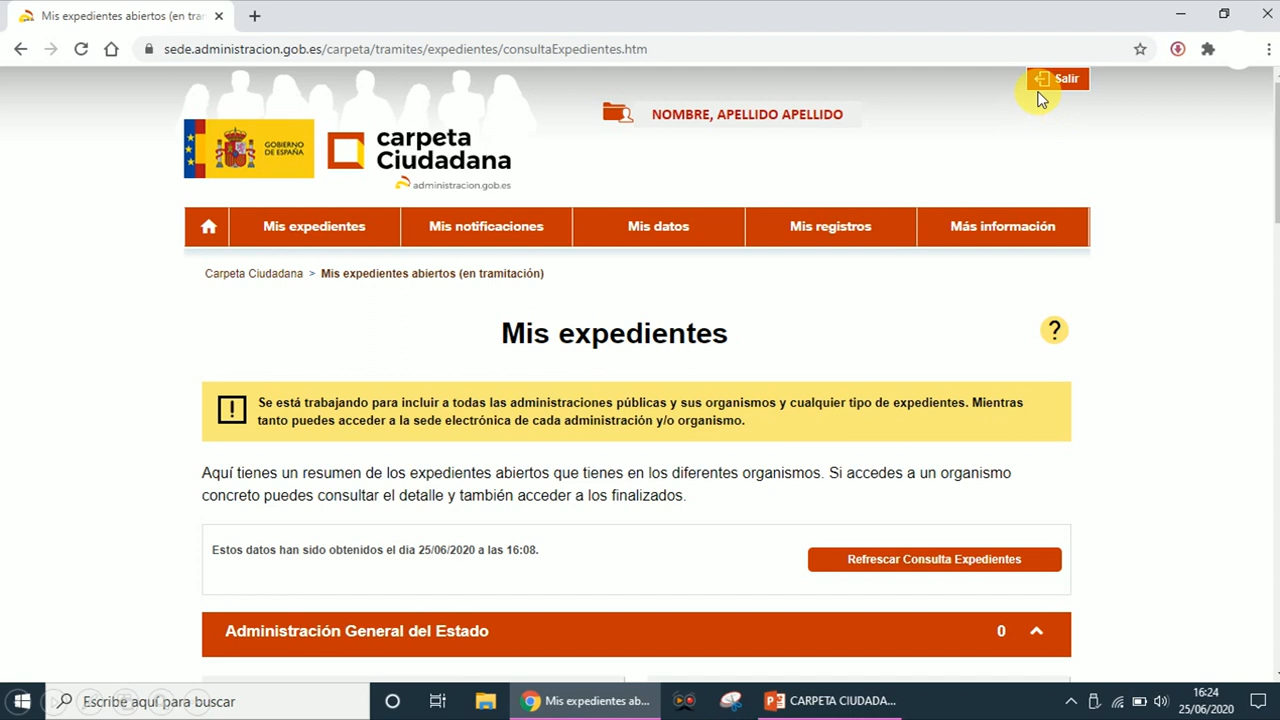 Mis expedientes abiertos (en tran
sede.administracion.gob.es/carpeta/tramites/expedientes/consultaExpedientes.htm
Salir
NOMBRE, APELLIDO APELLIDO
GOBIERNO
DE ESPAÑA
carpeta
Ciudadana
administracion.gob.es
Mis expedientes
Mis notificaciones
Mis datos
Mis registros
Más información
Carpeta Ciudadana > Mis expedientes abiertos (en tramitación)
Mis expedientes
?
!
Se está trabajando para incluir a todas las administraciones públicas y sus organismos y cualquier tipo de expedientes. Mientras
tanto puedes acceder a la sede electrónica de cada administración y/o organismo.
Aquí tienes un resumen de los expedientes abiertos que tienes en los diferentes organismos. Si accedes a un organismo
concreto puedes consultar el detalle y también acceder a los finalizados.
Estos datos han sido obtenidos el dia 25/06/2020 a las 16:08.
Refrescar Consulta Expedientes
Administración General del Estado 0
Escribe aquí para buscar
Mis expedientes ab...
CARPETA CIUDADA...
16:24
25/06/2020